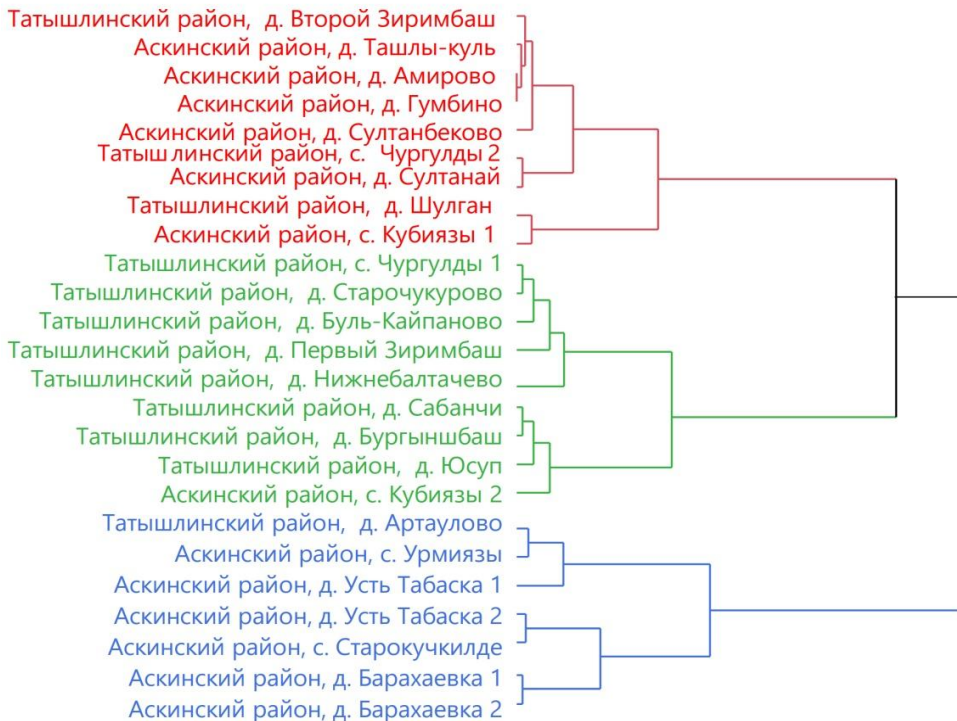 Татышлинский район, д. Второй Зиримбаш
Аскинский район, д. Ташлы-куль
Аскинский район, д. Амирово
Аскинский район, д. Гумбино
Аскинский район, д. Султанбеково
Татышлинский район, с. Чургулды 2
Аскинский район, д. Султанай
Татышлинский район, д. Шулган
Аскинский район, с. Кубиязы 1
Татышлинский район, с. Чургулды 1
Татышлинский район, д. Старочукурово
Татышлинский район, д. Буль-Кайпаново
Татышлинский район, д. Первый Зиримбаш
Татышлинский район, д. Нижнебалтачево
Татышлинский район, д. Сабанчи
Татышлинский район, д. Бургыншбаш
Татышлинский район, д. Юсуп
Аскинский район, с. Кубиязы 2
Татышлинский район, д. Артаулово
Аскинский район, с. Урмиязы
Аскинский район, д. Усть Табаска 1
Аскинский район, д. Усть Табаска 2
Аскинский район, с. Старокучкилде
Аскинский район, д. Барахаевка 1
Аскинский район, д. Барахаевка 2